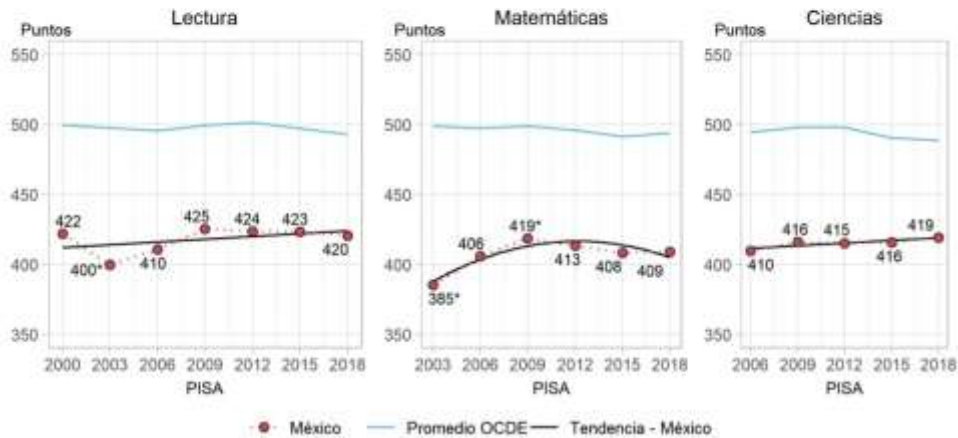 Lectura
Puntos
550
500
450
400
350
422
400*
410
425
424
423
420
2000 2003 2006 2009 2012 2015 2018
PISA
Matemáticas
Puntos
550
500
450
400
350
385*
406
419*
413
408
409
2003 2006 2009 2012 2015 2018
PISA
Ciencias
Puntos
550
500
450
400
350
410
416
415
416
419
2006 2009 2012 2015 2018
PISA
México Promedio OCDE Tendencia - México